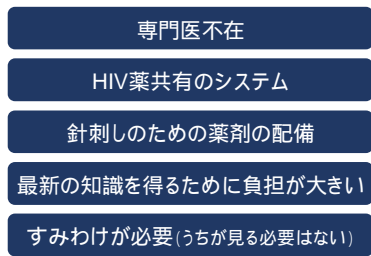 専門医不在
HIV薬共有のシステム
針刺しのための薬剤の配備
最新の知識を得るために負担が大きい
すみわけが必要(うちが見る必要はない)